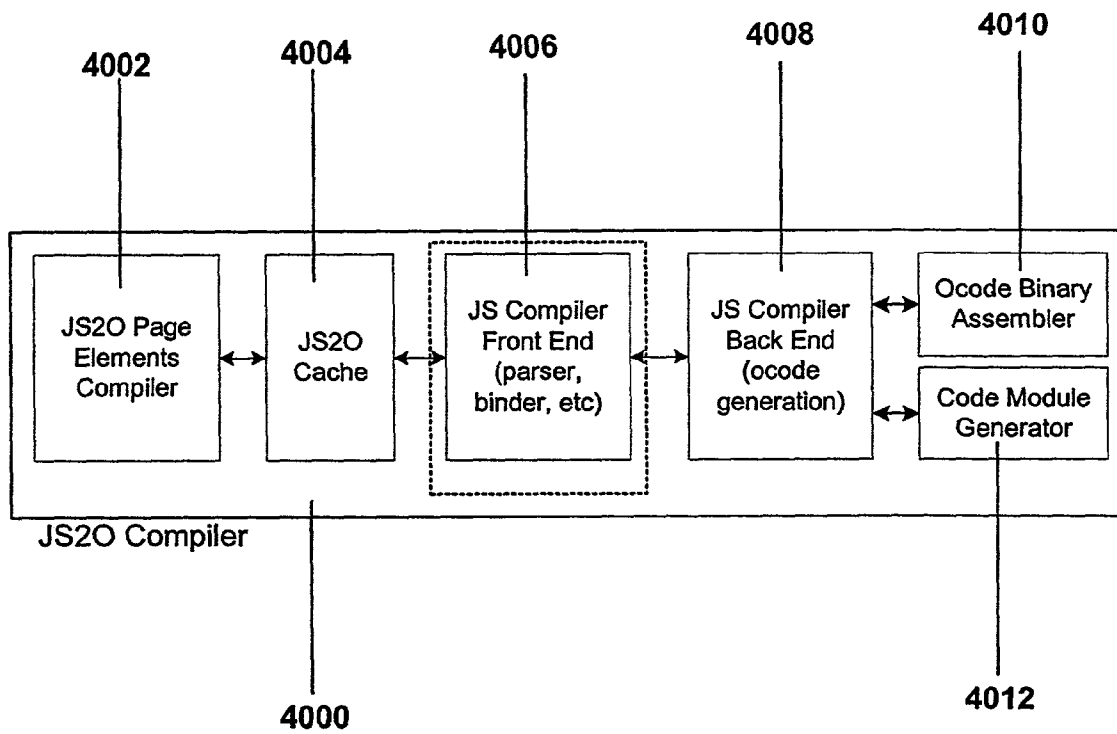 4002
4004
4006
4008
4010
JS2O Page
Elements
Compiler
JS2O
Cache
JS Compiler
Front End
(parser,
binder, etc)
JS Compiler
Back End
(ocode
generation)
Ocode Binary
Assembler
Code Module
Generator
JS2O Compiler
4000
4012